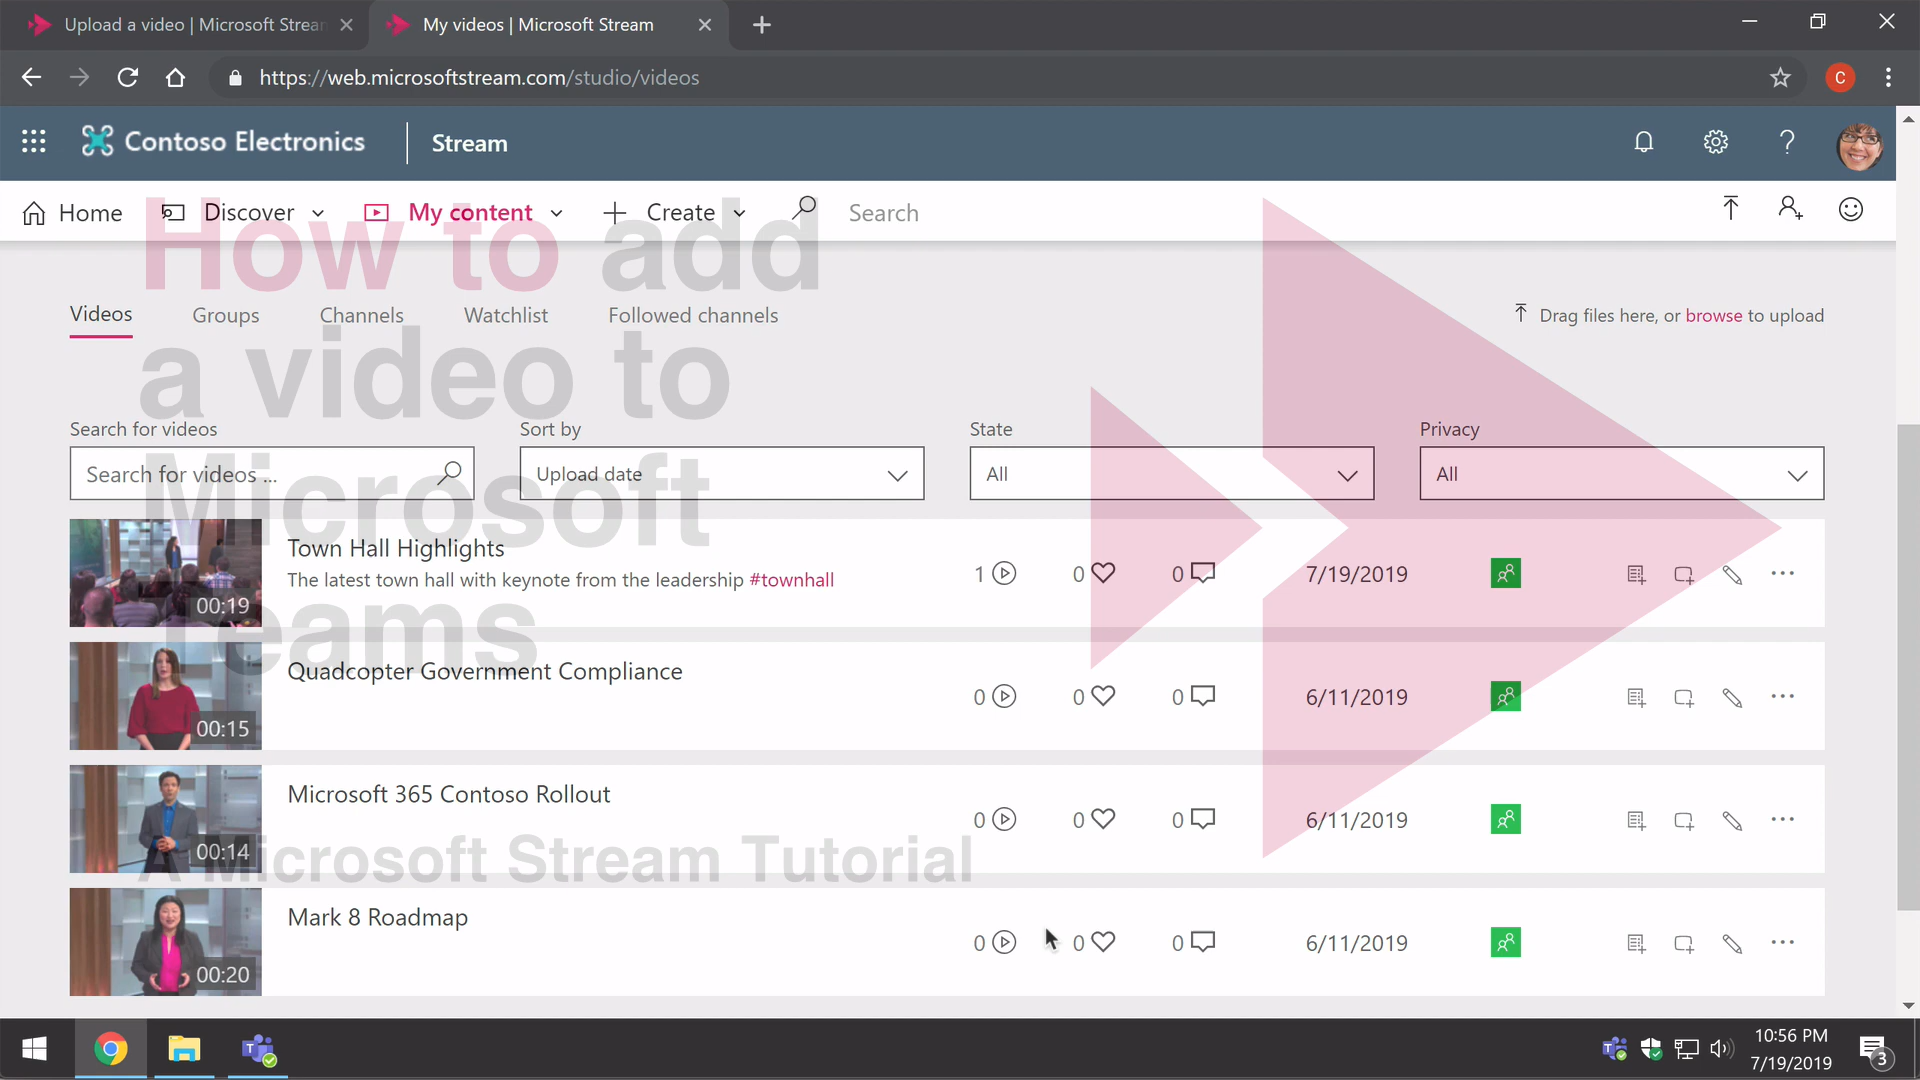 Upload a video | Microsoft Strea
My videos | Microsoft Stream
https://web.microsoftstream.com/studio/videos
C
Contoso Electronics
Stream
Home
Discover
My content
Create
Search
How to add
a video to
Microsoft
Teams
A Microsoft Stream Tutorial
Videos
Groups
Channels
Watchlist
Followed channels
Drag files here, or browse to upload
Search for videos
Sort by
State
Privacy
Search for videos ...
Upload date
All
All
Town Hall Highlights
The latest town hall with keynote from the leadership #townhall
00:19
1
0
0
7/19/2019
Quadcopter Government Compliance
00:15
0
0
0
6/11/2019
Microsoft 365 Contoso Rollout
00:14
0
0
0
6/11/2019
Mark 8 Roadmap
00:20
0
0
0
6/11/2019
10:56 PM
7/19/2019
3